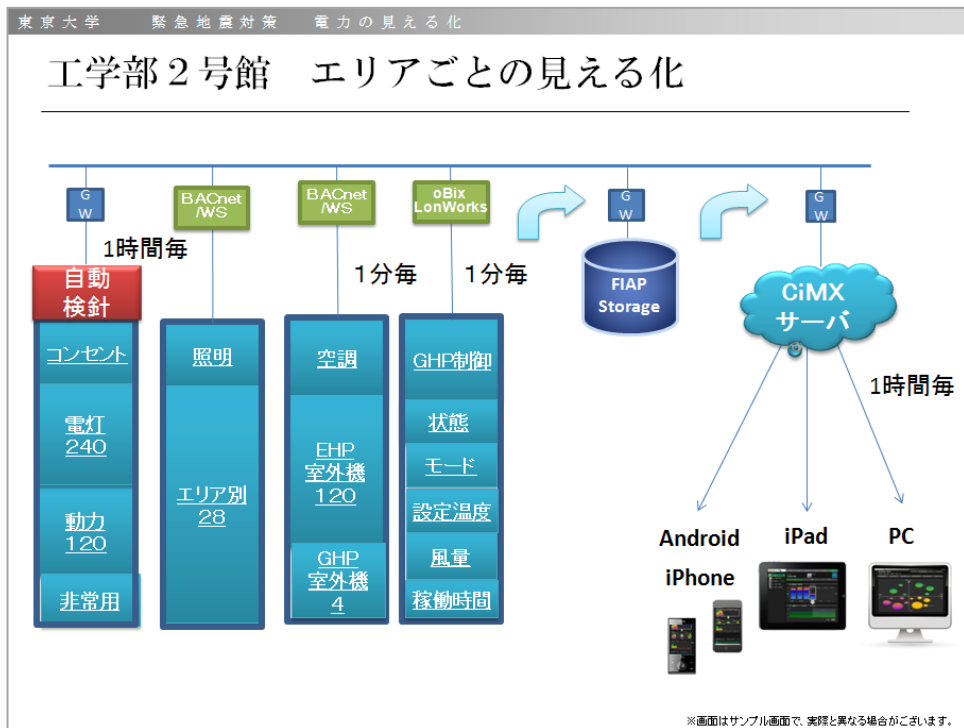 東京大学　緊急地震対策　電力の見える化
工学部２号館　エリアごとの見える化
G
W
BACnet
/WS
BACnet
/WS
oBix
LonWorks
G
W
G
W
1時間毎
1分毎
1分毎
自動
検針
コンセント
電灯
240
動力
120
非常用
照明
エリア別
28
空調
EHP
室外機
120
GHP
室外機
4
GHP制御
状態
モード
設定温度
風量
稼働時間
FIAP
Storage
CiMX
サーバ
1時間毎
Android
iPhone
iPad
PC
※画面はサンプル画面で、実際と異なる場合がございます。